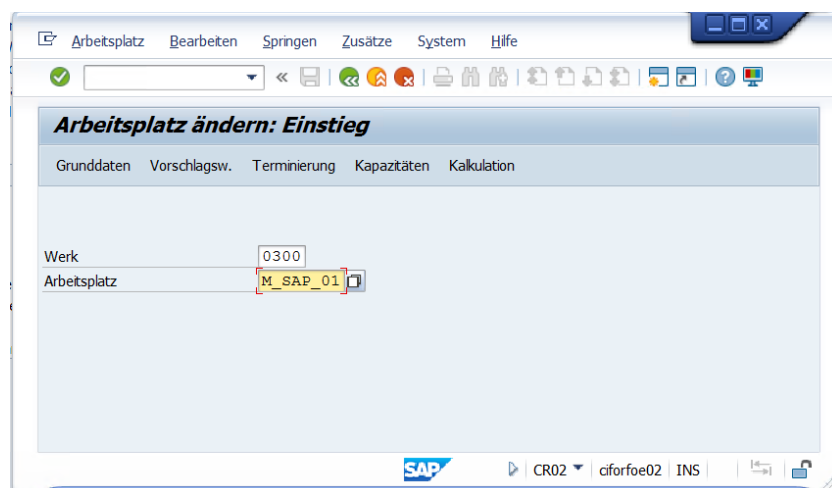 Arbeitsplatz Bearbeiten Springen Zusätze System Hilfe
Arbeitsplatz ändern: Einstieg
Grunddaten Vorschlagsw. Terminierung Kapazitäten Kalkulation
Werk 0300
Arbeitsplatz M_SAP_01
SAP CR02 ciforfoe02 INS